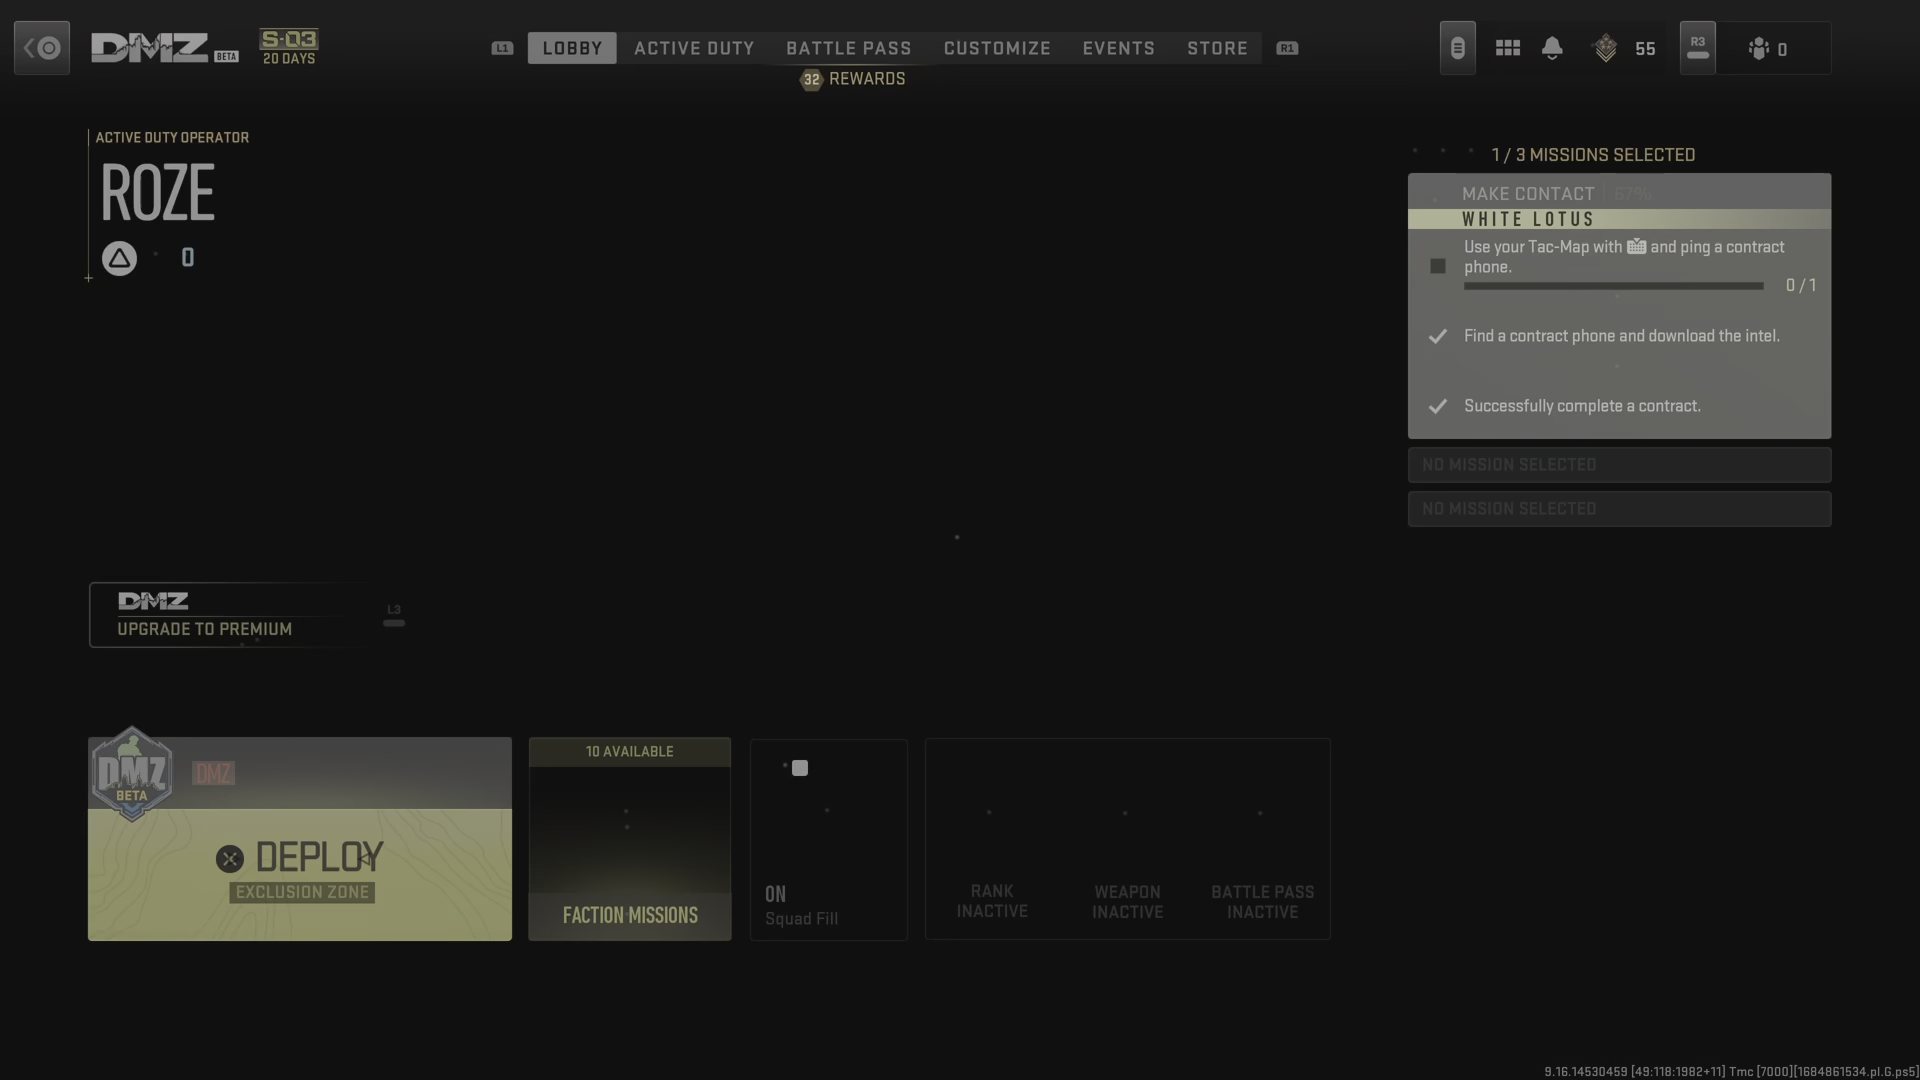 DMZ BETA
S-03
20 DAYS
L1 LOBBY ACTIVE DUTY BATTLE PASS CUSTOMIZE EVENTS STORE R1
32 REWARDS
55
R3
0
ACTIVE DUTY OPERATOR
ROZE
0
1 / 3 MISSIONS SELECTED
MAKE CONTACT 67%
WHITE LOTUS
Use your Tac-Map with and ping a contract
phone.
0 / 1
Find a contract phone and download the intel.
Successfully complete a contract.
NO MISSION SELECTED
NO MISSION SELECTED
DMZ
UPGRADE TO PREMIUM
L3
DMZ
BETA
DMZ
DEPLOY
EXCLUSION ZONE
10 AVAILABLE
FACTION MISSIONS
ON
Squad Fill
RANK
INACTIVE
WEAPON
INACTIVE
BATTLE PASS
INACTIVE
9.16.14530459 [49:118:1982+11] Tmc [7000][1684861534.pl.G.ps5]